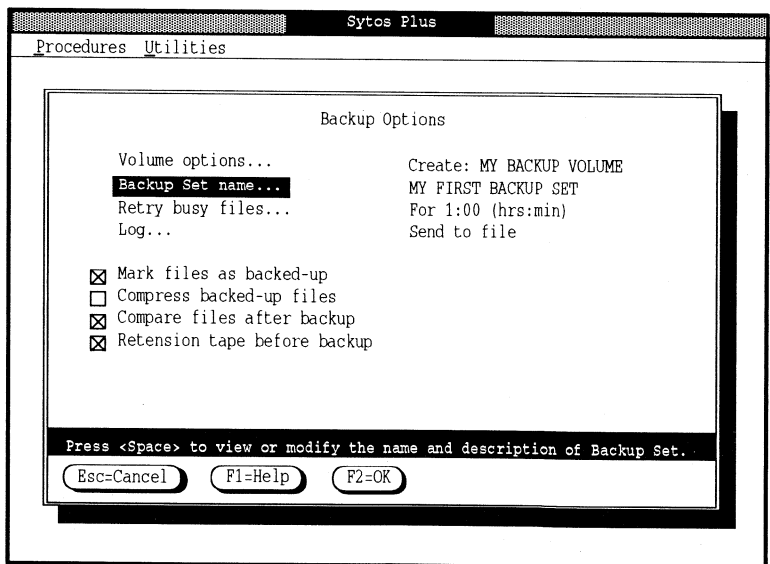 Sytos Plus
Procedures Utilities
Backup Options
Volume options... Create: MY BACKUP VOLUME
Backup Set name... MY FIRST BACKUP SET
Retry busy files... For 1:00 (hrs:min)
Log... Send to file
Mark files as backed-up
Compress backed-up files
Compare files after backup
Retension tape before backup
Press <Space> to view or modify the name and description of Backup Set.
Esc=Cancel F1=Help F2=OK